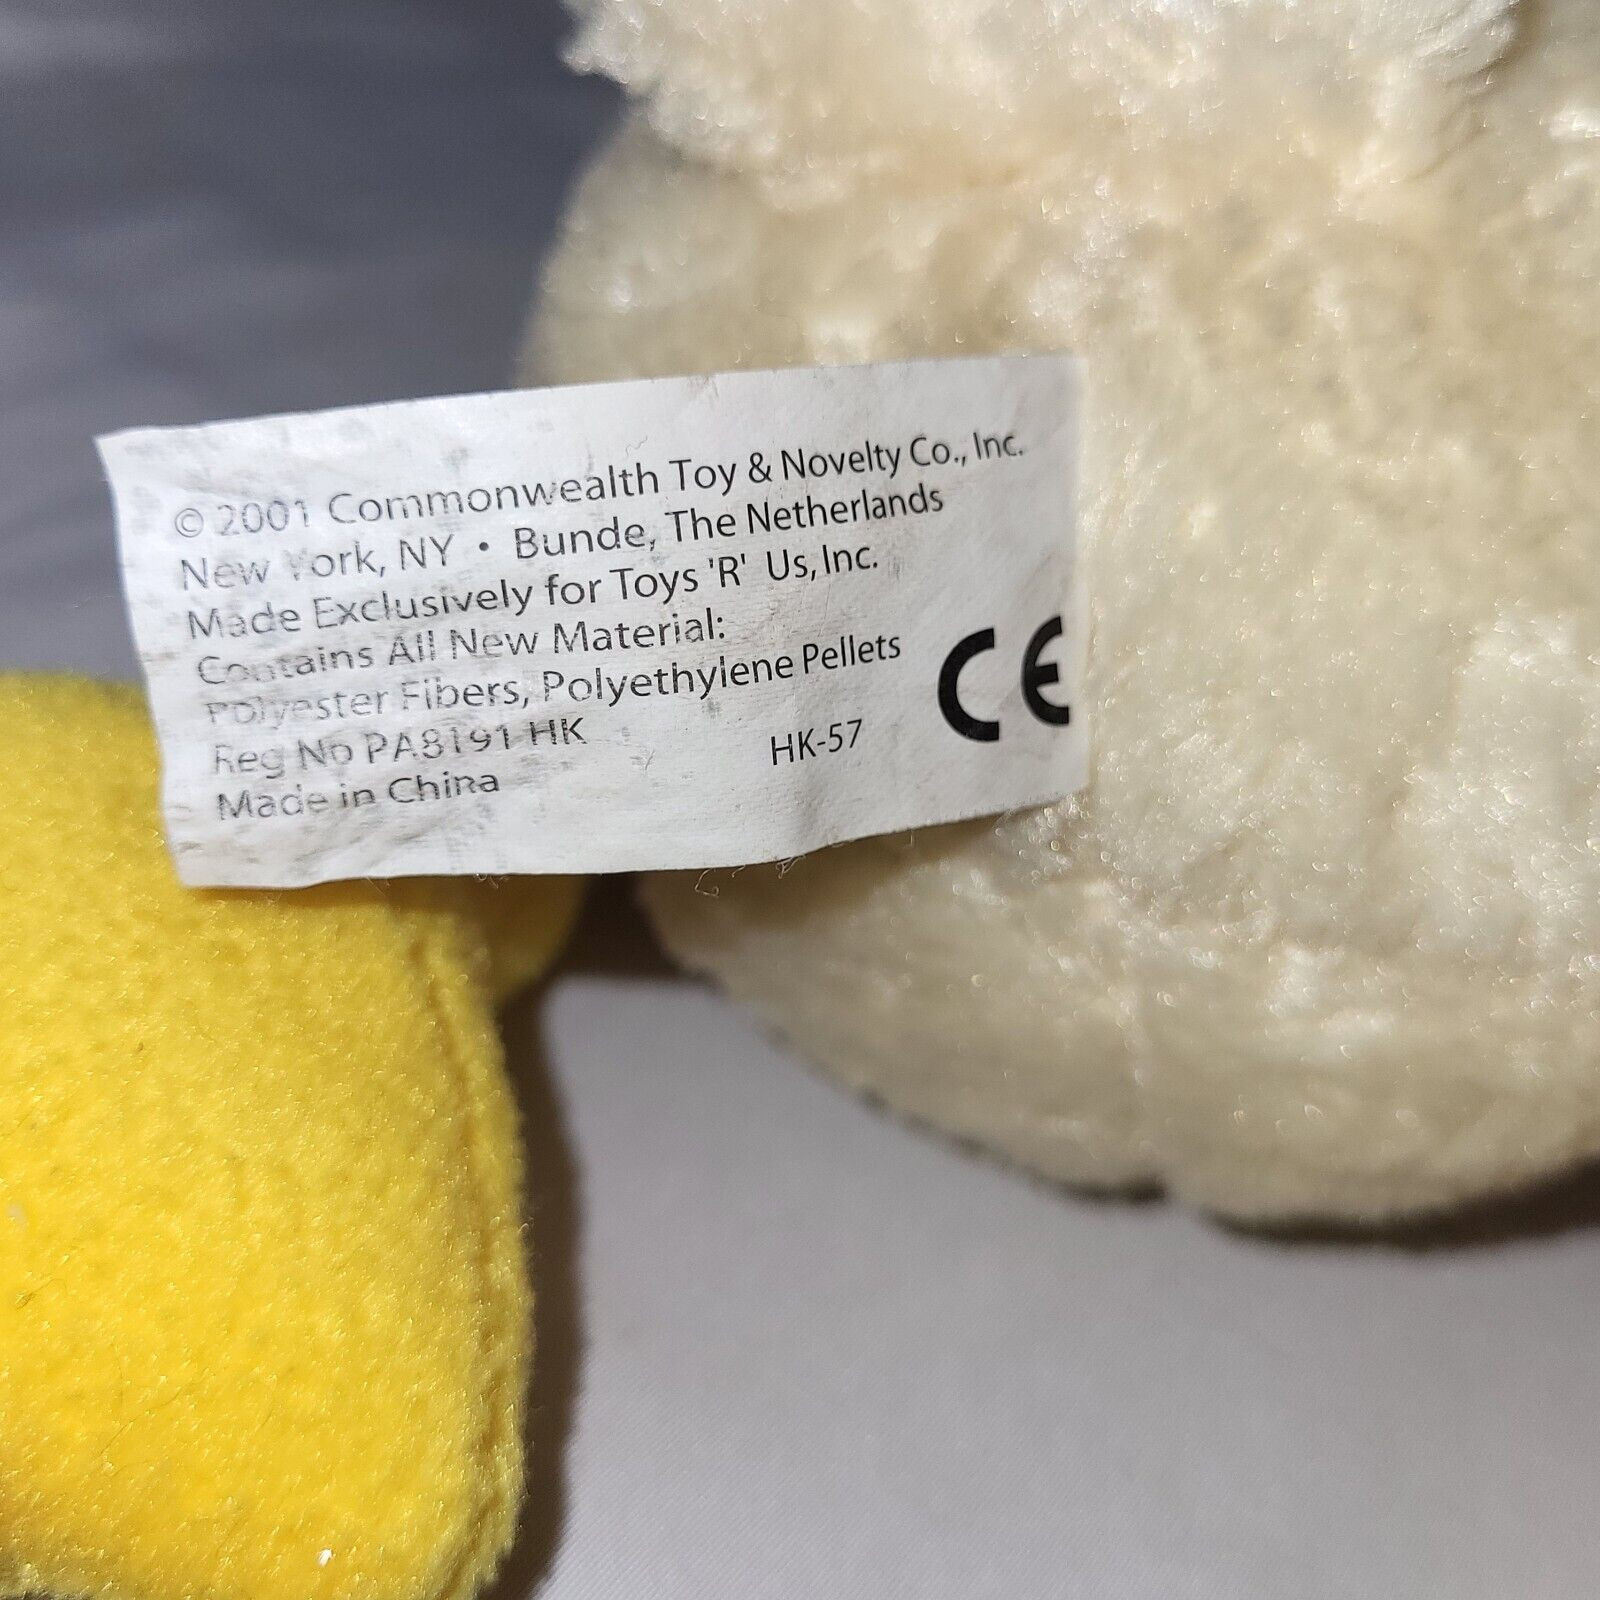 © 2001 Commonwealth Toy & Novelty Co., Inc.
New York, NY • Bunde, The Netherlands
Made Exclusively for Toys 'R' Us, Inc.
Contains All New Material:
Polyester Fibers, Polyethylene Pellets
Reg No PA8191 HK
HK-57
CE
Made in China